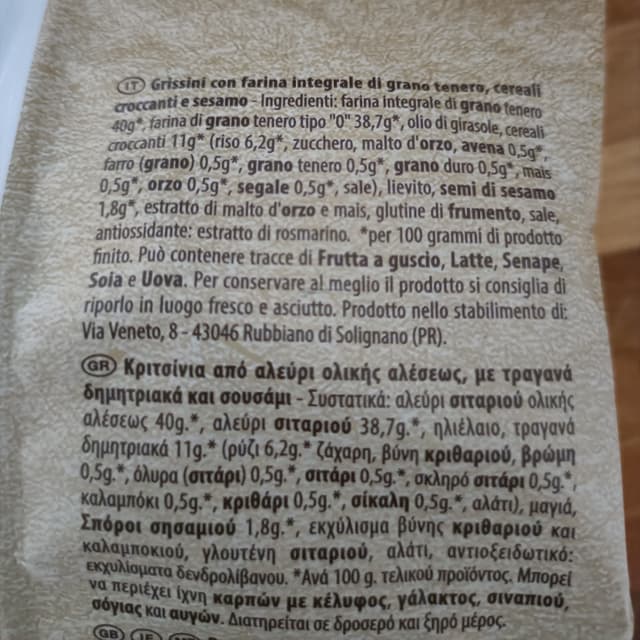 IT Grissini con farina integrale di grano tenero, cereali
croccanti e sesamo - Ingredienti: farina integrale di grano tenero
40g*, farina di grano tenero tipo "0" 38,7g*, olio di girasole, cereali
croccanti 11g* (riso 6,2g*, zucchero, malto d'orzo, avena 0,5g*,
farro (grano) 0,5g*, grano tenero 0,5g*, grano duro 0,5g*, mais
0,5g*, orzo 0,5g*, segale 0,5g*, sale), lievito, semi di sesamo
1,8g*, estratto di malto d'orzo e mais, glutine di frumento, sale,
antiossidante: estratto di rosmarino. *per 100 grammi di prodotto
finito. Può contenere tracce di Frutta a guscio, Latte, Senape,
Soia e Uova. Per conservare al meglio il prodotto si consiglia di
riporlo in luogo fresco e asciutto. Prodotto nello stabilimento di:
Via Veneto, 8 - 43046 Rubbiano di Solignano (PR).
GR Κριτσίνια από αλεύρι ολικής αλέσεως, με τραγανά
δημητριακά και σουσάμι - Συστατικά: αλεύρι σιταριού ολικής
αλέσεως 40g.*, αλεύρι σιταριού 38,7g.*, ηλιέλαιο, τραγανά
δημητριακά 11g.* (ρύζι 6,2g.* ζάχαρη, βύνη κριθαριού, βρώμη
0,5g.*, όλυρα (σιτάρι) 0,5g.*, σιτάρι 0,5g.*, σκληρό σιτάρι 0,5g.*,
καλαμπόκι 0,5g.*, κριθάρι 0,5g.*, σίκαλη 0,5g.*, αλάτι), μαγιά,
Σπόροι σησαμιού 1,8g.*, εκχύλισμα βύνης κριθαριού και
καλαμποκιού, γλουτένη σιταριού, αλάτι, αντιοξειδωτικό:
εκχυλίσματα δενδρολίβανου. *Ανά 100 g. τελικού προϊόντος. Μπορεί
να περιέχει ίχνη καρπών με κέλυφος, γάλακτος, σιναπιού,
σόγιας και αυγών. Διατηρείται σε δροσερό και ξηρό μέρος.
GB IE